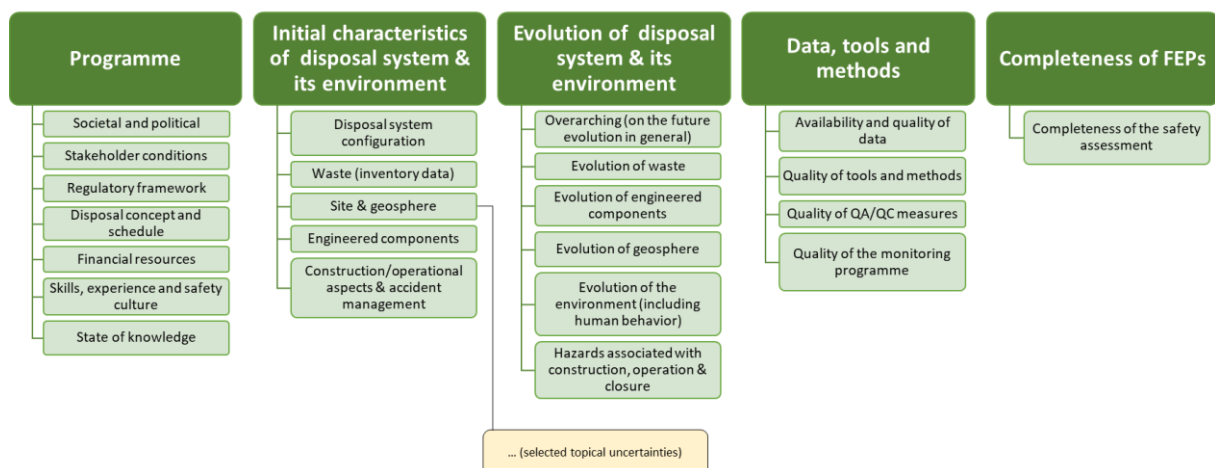 Programme
Societal and political
Stakeholder conditions
Regulatory framework
Disposal concept and
schedule
Financial resources
Skills, experience and safety
culture
State of knowledge
Initial characteristics
of disposal system &
its environment
Disposal system
configuration
Waste (inventory data)
Site & geosphere
Engineered components
Construction/operational
aspects & accident
management
Evolution of disposal
system & its
environment
Overarching (on the future
evolution in general)
Evolution of waste
Evolution of engineered
components
Evolution of geosphere
Evolution of the
environment (including
human behavior)
Hazards associated with
construction, operation &
closure
Data, tools and
methods
Availability and quality of
data
Quality of tools and methods
Quality of QA/QC measures
Quality of the monitoring
programme
Completeness of FEPs
Completeness of the safety
assessment
... (selected topical uncertainties)